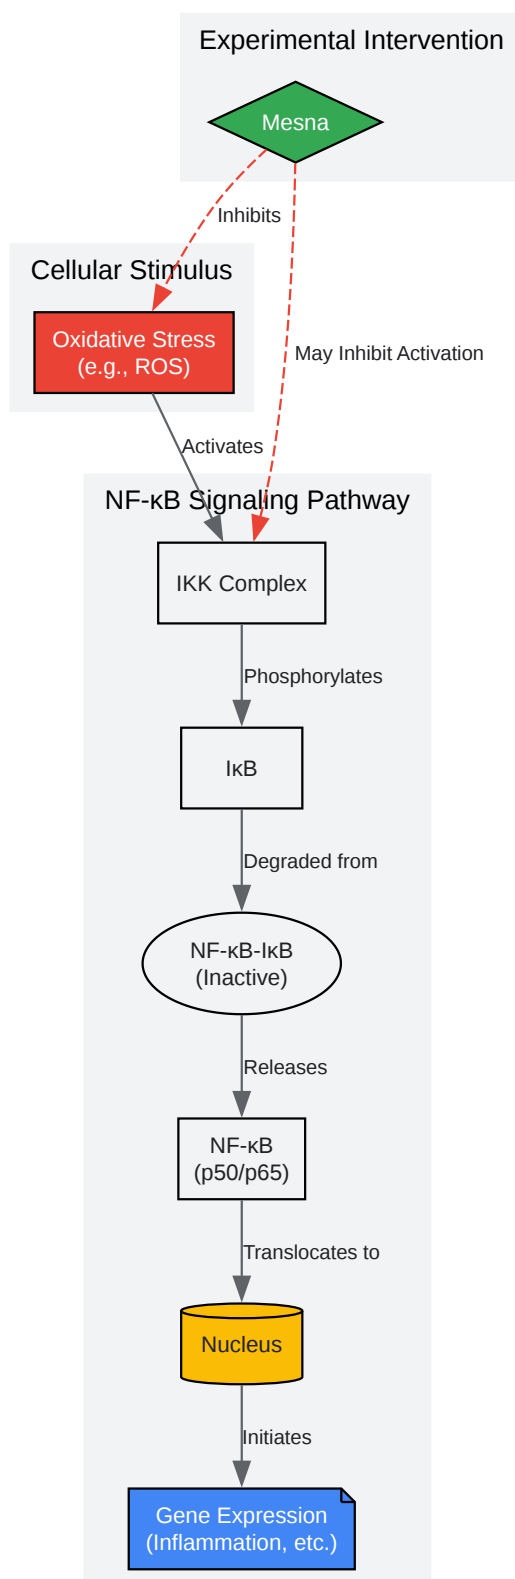 Experimental Intervention
Mesna
Inhibits
Cellular Stimulus
Oxidative Stress
(e.g., ROS)
May Inhibit Activation
Activates
NF-κB Signaling Pathway
IKK Complex
Phosphorylates
IκB
Degraded from
NF-κB-IκB
(Inactive)
Releases
NF-κB
(p50/p65)
Translocates to
Nucleus
Initiates
Gene Expression
(Inflammation, etc.)